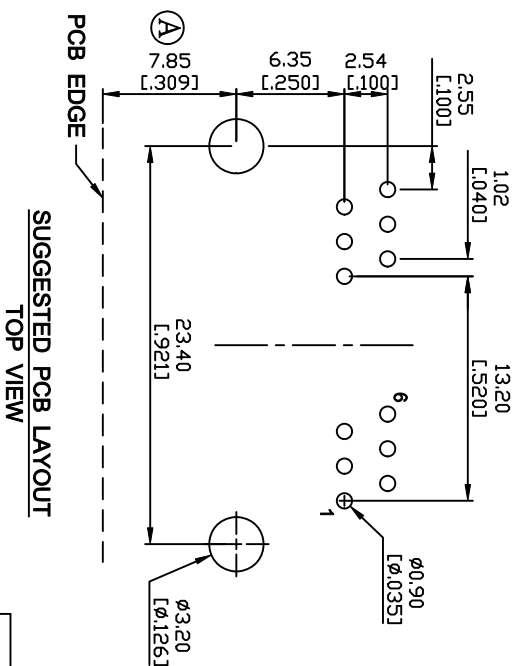 2.55
[.100]
1.02
[.040]
13.20
[.520]
2.54
[.100]
6.35
[.250]
7.85
[.309]
A
6
1
ø0.90
[ø.035]
23.40
[.921]
ø3.20
[ø.126]
PCB EDGE
SUGGESTED PCB LAYOUT
TOP VIEW